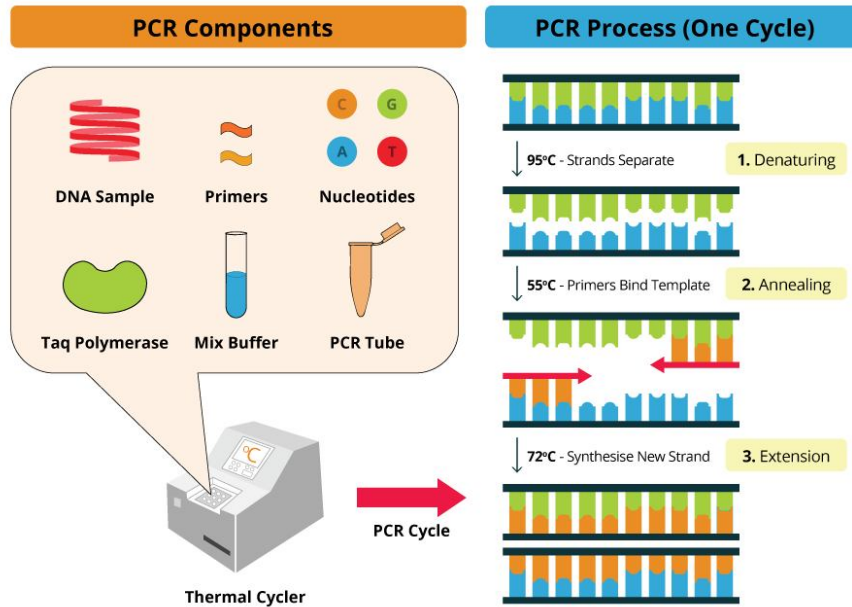 PCR Components
DNA Sample
Primers
C
G
A
T
Nucleotides
Taq Polymerase
Mix Buffer
PCR Tube
°C
Thermal Cycler
PCR Cycle
PCR Process (One Cycle)
95ºC - Strands Separate
1. Denaturing
55ºC - Primers Bind Template
2. Annealing
72ºC - Synthesise New Strand
3. Extension